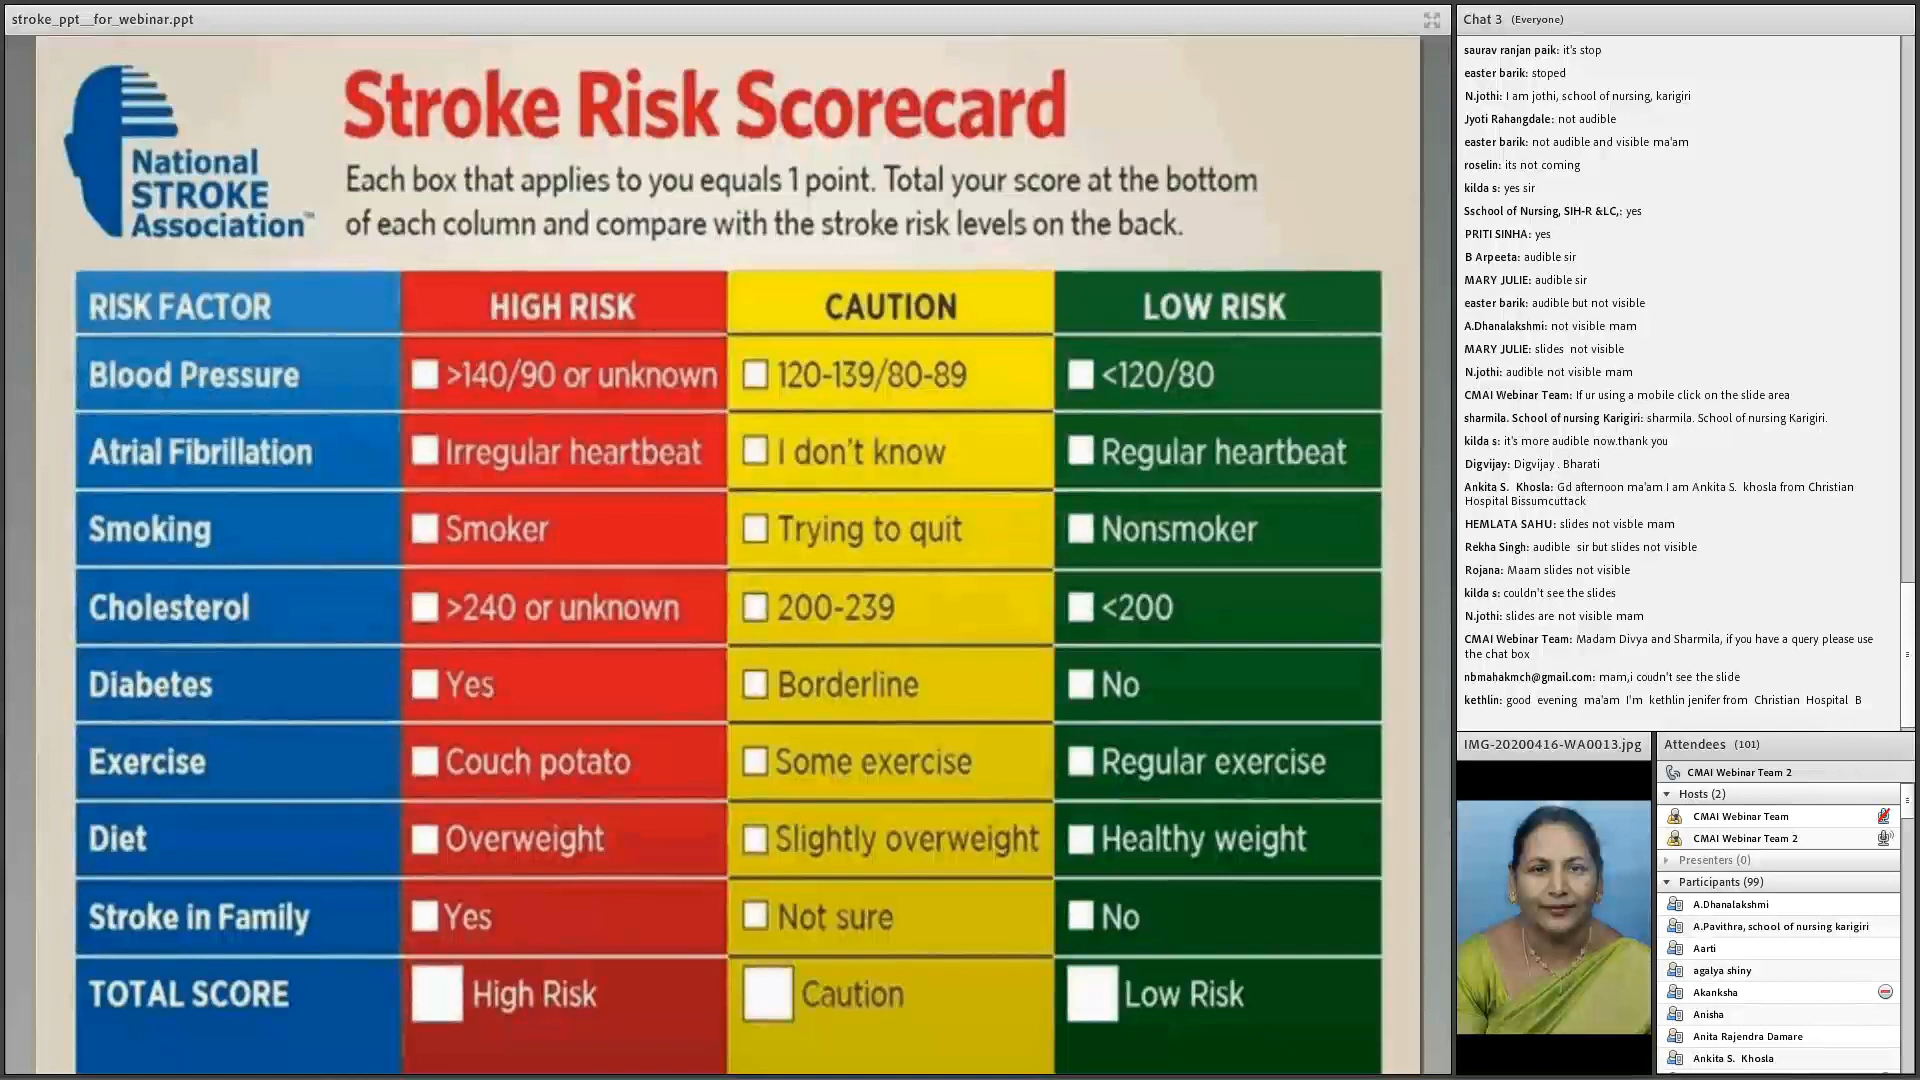 stroke_ppt__for_webinar.ppt
National
STROKE
Association™
Stroke Risk Scorecard
Each box that applies to you equals 1 point. Total your score at the bottom
of each column and compare with the stroke risk levels on the back.
RISK FACTOR HIGH RISK CAUTION LOW RISK
Blood Pressure >140/90 or unknown 120-139/80-89 <120/80
Atrial Fibrillation Irregular heartbeat I don't know Regular heartbeat
Smoking Smoker Trying to quit Nonsmoker
Cholesterol >240 or unknown 200-239 <200
Diabetes Yes Borderline No
Exercise Couch potato Some exercise Regular exercise
Diet Overweight Slightly overweight Healthy weight
Stroke in Family Yes Not sure No
TOTAL SCORE High Risk Caution Low Risk
Chat 3 (Everyone)
saurav ranjan paik: it's stop
easter barik: stoped
N.jothi: I am jothi, school of nursing, karigiri
Jyoti Rahangdale: not audible
easter barik: not audible and visible ma'am
roselin: its not coming
kilda s: yes sir
Sschool of Nursing, SIH-R &LC,: yes
PRITI SINHA: yes
B Arpeeta: audible sir
MARY JULIE: audible sir
easter barik: audible but not visible
A.Dhanalakshmi: not visible mam
MARY JULIE: slides not visible
N.jothi: audible not visible mam
CMAI Webinar Team: If ur using a mobile click on the slide area
sharmila. School of nursing Karigiri: sharmila. School of nursing Karigiri.
kilda s: it's more audible now.thank you
Digvijay: Digvijay . Bharati
Ankita S. Khosla: Gd afternoon ma'am I am Ankita S. khosla from Christian
Hospital Bissumcuttack
HEMLATA SAHU: slides not visble mam
Rekha Singh: audible sir but slides not visible
Rojana: Maam slides not visible
kilda s: couldn't see the slides
N.jothi: slides are not visible mam
CMAI Webinar Team: Madam Divya and Sharmila, if you have a query please use
the chat box
nbmahakmch@gmail.com: mam,i coudn't see the slide
kethlin: good evening ma'am I'm kethlin jenifer from Christian Hospital B
IMG-20200416-WA0013.jpg
Attendees (101)
CMAI Webinar Team 2
Hosts (2)
CMAI Webinar Team
CMAI Webinar Team 2
Presenters (0)
Participants (99)
A.Dhanalakshmi
A.Pavithra, school of nursing karigiri
Aarti
agalya shiny
Akanksha
Anisha
Anita Rajendra Damare
Ankita S. Khosla